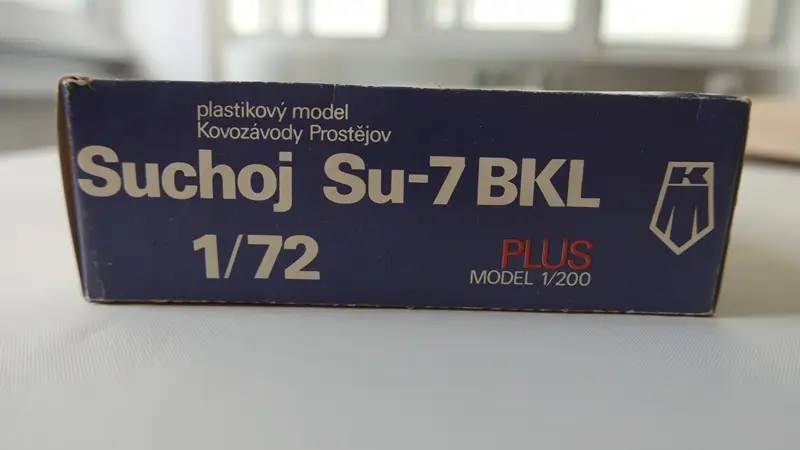 plastikový model
Kovozávody Prostějov
Suchoj Su-7 BKL
1/72
PLUS
MODEL 1/200
K